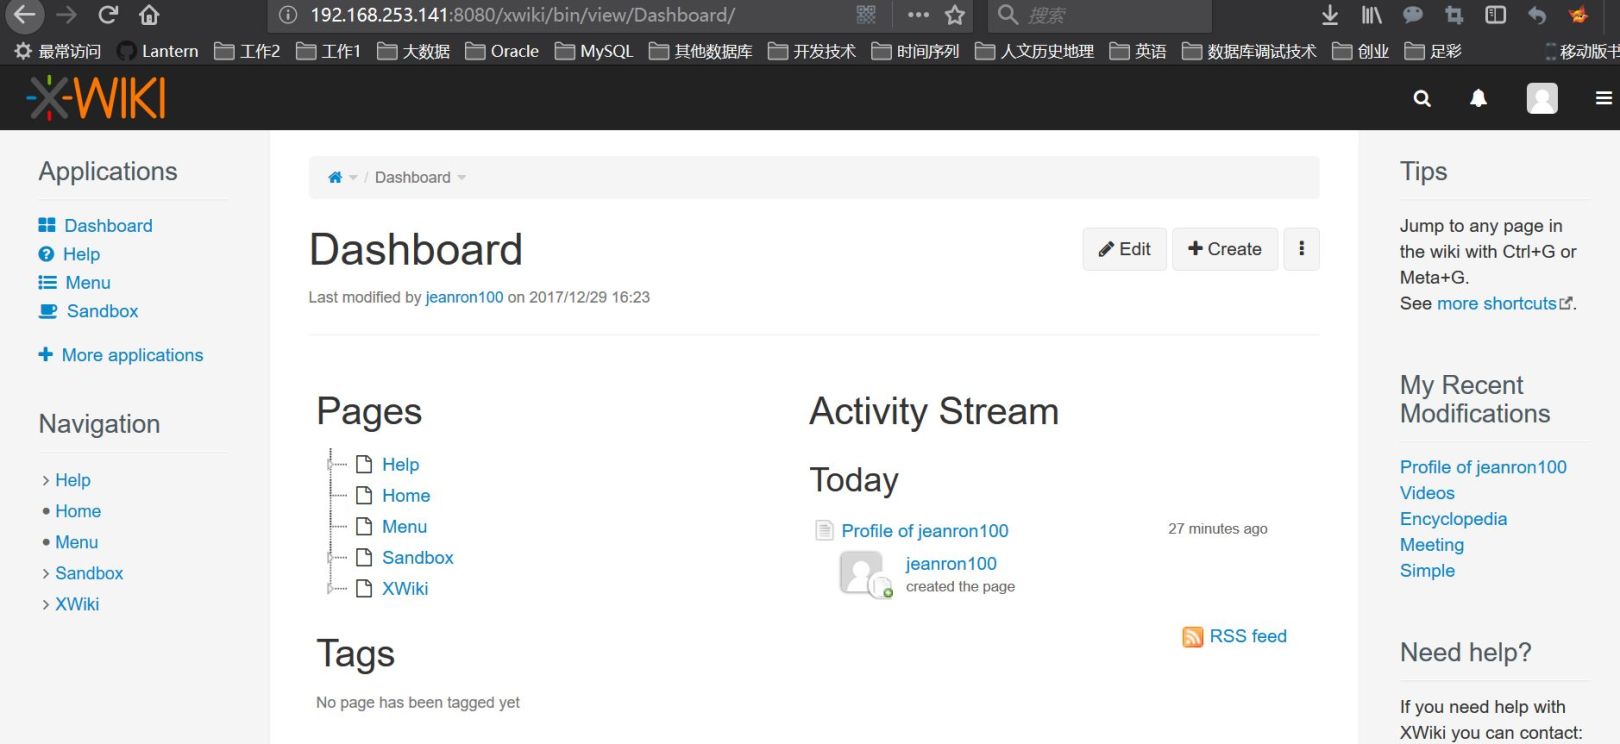 192.168.253.141:8080/xwiki/bin/view/Dashboard/
搜索
最常访问 Lantern 工作2 工作1 大数据 Oracle MySQL 其他数据库 开发技术 时间序列 人文历史地理 英语 数据库调试技术 创业 足彩 移动版书
X-WIKI
Applications
Dashboard
Help
Menu
Sandbox
More applications
Navigation
Help
Home
Menu
Sandbox
XWiki
/ Dashboard
Dashboard
Edit
Create
Last modified by jeanron100 on 2017/12/29 16:23
Pages
Help
Home
Menu
Sandbox
XWiki
Tags
No page has been tagged yet
Activity Stream
Today
Profile of jeanron100 27 minutes ago
jeanron100
created the page
RSS feed
Tips
Jump to any page in
the wiki with Ctrl+G or
Meta+G.
See more shortcuts.
My Recent
Modifications
Profile of jeanron100
Videos
Encyclopedia
Meeting
Simple
Need help?
If you need help with
XWiki you can contact: